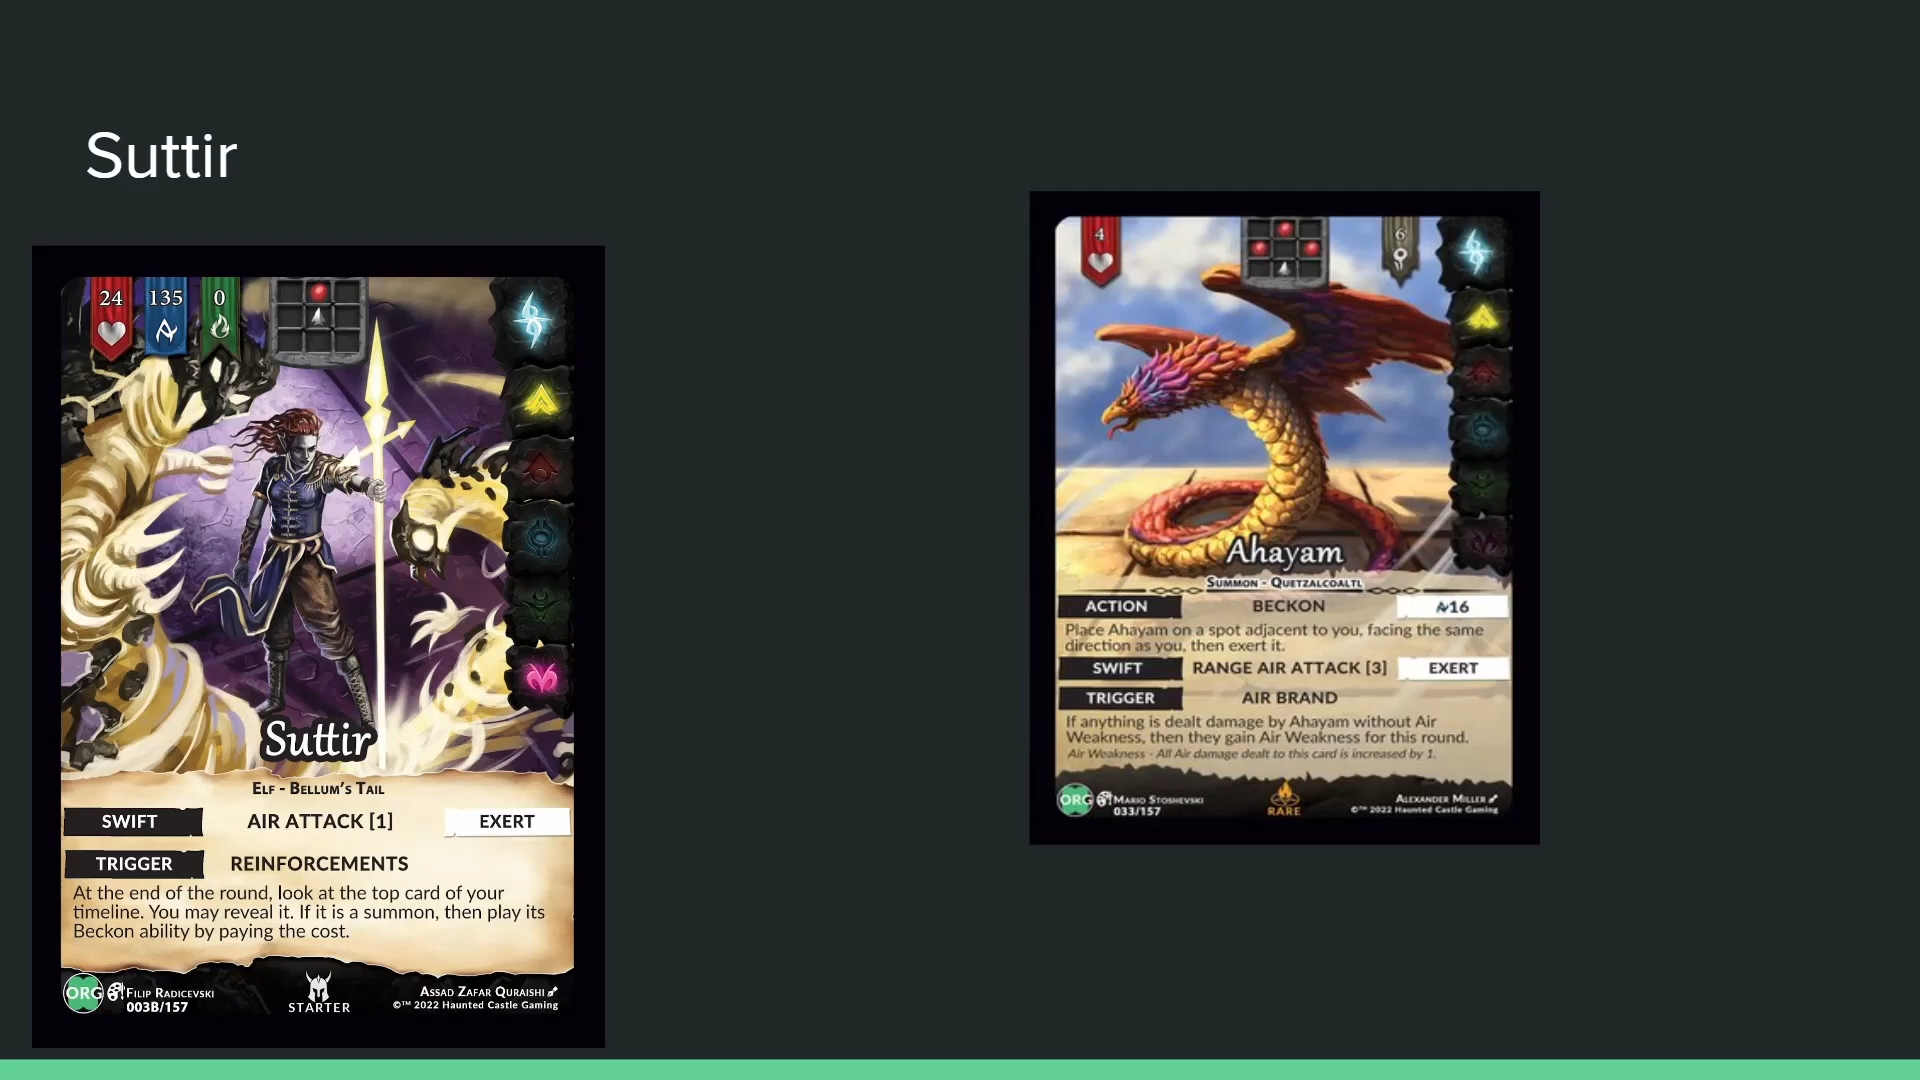 Suttir
24 135 0
Suttir
Elf - Bellum's Tail
SWIFT AIR ATTACK [1] EXERT
TRIGGER REINFORCEMENTS
At the end of the round, look at the top card of your
timeline. You may reveal it. If it is a summon, then play its
Beckon ability by paying the cost.
ORG Filip Radicevski
003B/157
STARTER
Assad Zafar Quraishi
©™ 2022 Haunted Castle Gaming
4 6
Ahayam
Summon - Quetzalcoaltl
ACTION BECKON 16
Place Ahayam on a spot adjacent to you, facing the same
direction as you, then exert it.
SWIFT RANGE AIR ATTACK [3] EXERT
TRIGGER AIR BRAND
If anything is dealt damage by Ahayam without Air
Weakness, then they gain Air Weakness for this round.
Air Weakness - All Air damage dealt to this card is increased by 1.
ORG Mario Stoshevski
033/157
RARE
Alexander Miller
©™ 2022 Haunted Castle Gaming